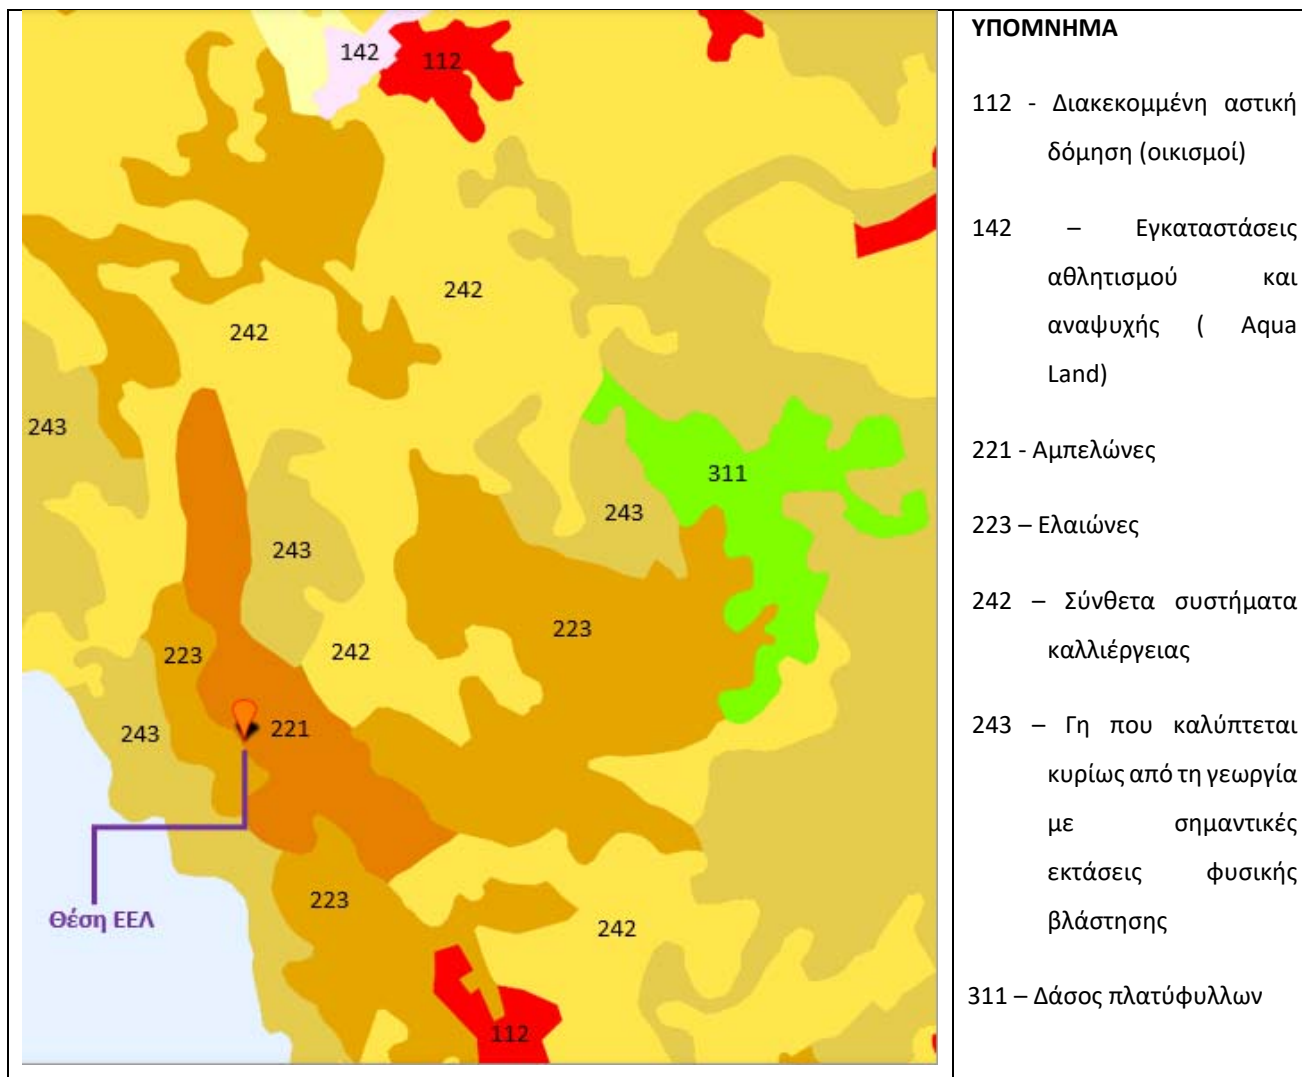 142
112
242
242
243
311
243
243
223
242
223
243
221
Θέση ΕΕΛ
223
242
112
ΥΠΟΜΝΗΜΑ
112 - Διακεκομμένη αστική
δόμηση (οικισμοί)
142 – Εγκαταστάσεις
αθλητισμού και
αναψυχής ( Aqua
Land)
221 - Αμπελώνες
223 – Ελαιώνες
242 – Σύνθετα συστήματα
καλλιέργειας
243 – Γη που καλύπτεται
κυρίως από τη γεωργία
με σημαντικές
εκτάσεις φυσικής
βλάστησης
311 – Δάσος πλατύφυλλων